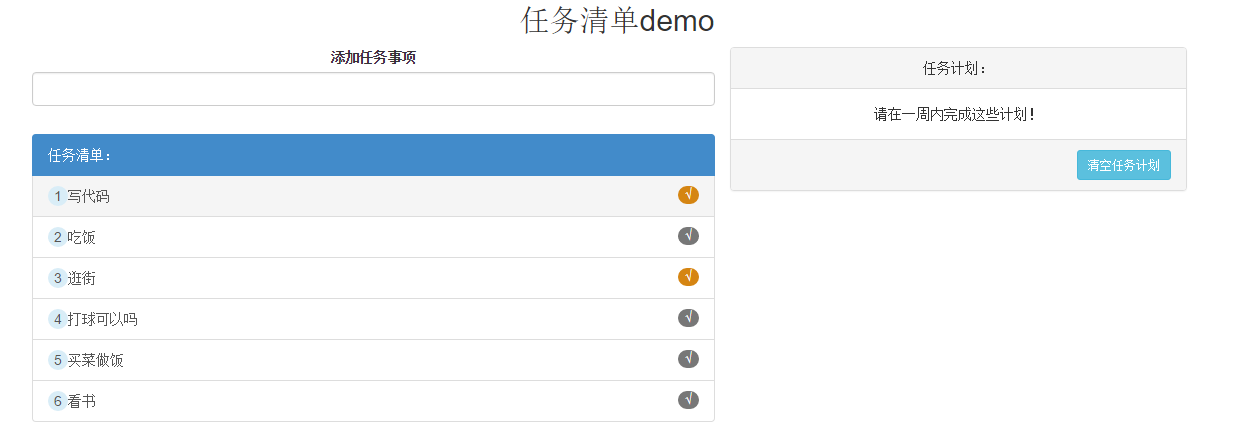 任务清单demo
添加任务事项
任务清单：
1 写代码 √
2 吃饭 √
3 逛街 √
4 打球可以吗 √
5 买菜做饭 √
6 看书 √
任务计划：
请在一周内完成这些计划！
清空任务计划